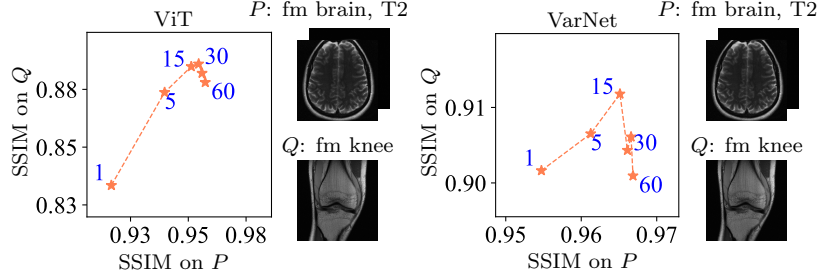 ViT
P: fm brain, T2
SSIM on Q
0.88
0.85
0.83
1
5
15
30
60
0.93
0.95
0.98
SSIM on P
Q: fm knee
VarNet
P: fm brain, T2
SSIM on Q
0.91
0.90
1
5
15
30
60
0.95
0.96
0.97
SSIM on P
Q: fm knee